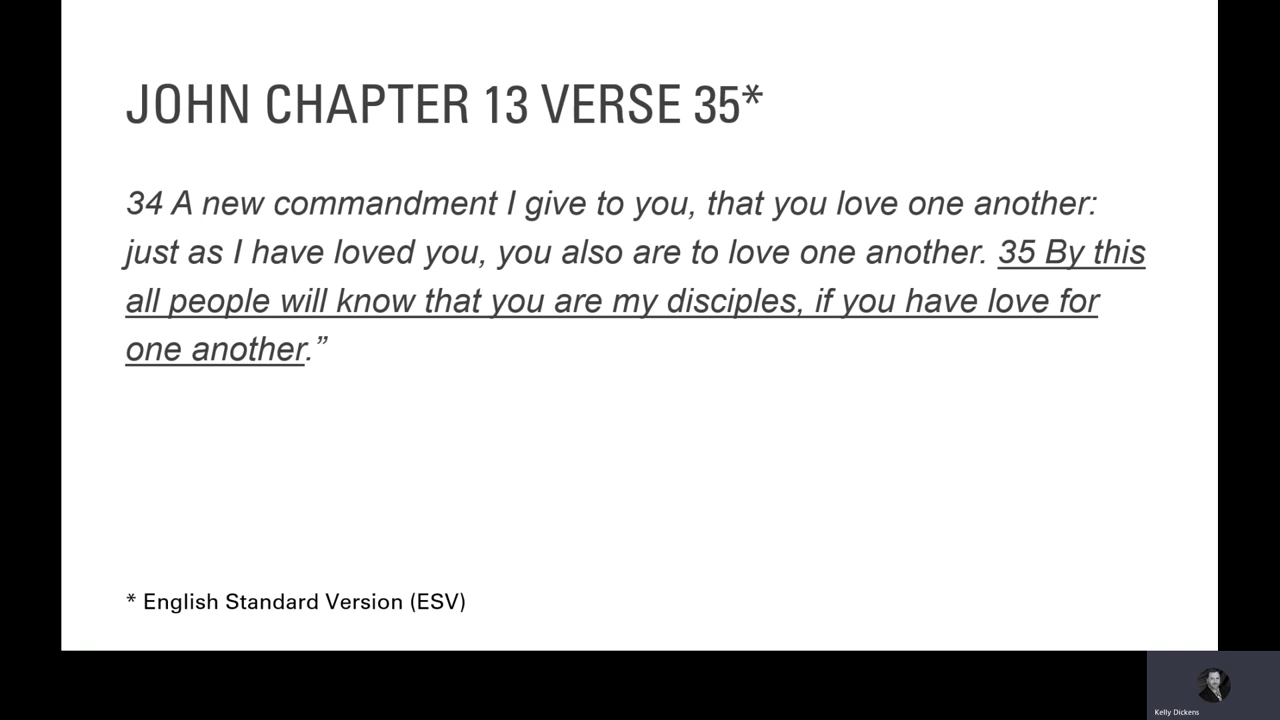 JOHN CHAPTER 13 VERSE 35*
34 A new commandment I give to you, that you love one another:
just as I have loved you, you also are to love one another. 35 By this
all people will know that you are my disciples, if you have love for
one another.”
* English Standard Version (ESV)
Kelly Dickens